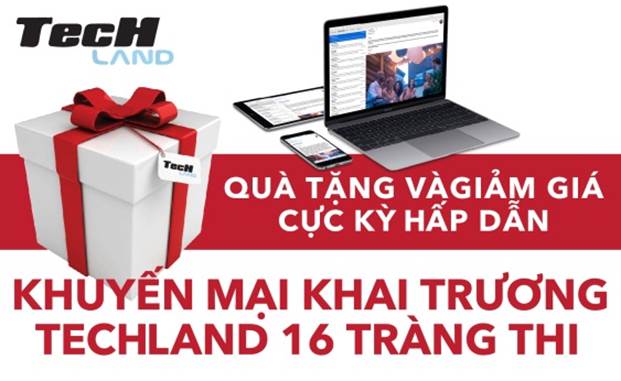 TecH
LAND
TecH
LAND
QUÀ TẶNG VÀGIẢM GIÁ
CỰC KỲ HẤP DẪN
KHUYẾN MẠI KHAI TRƯƠNG
TECHLAND 16 TRÀNG THI